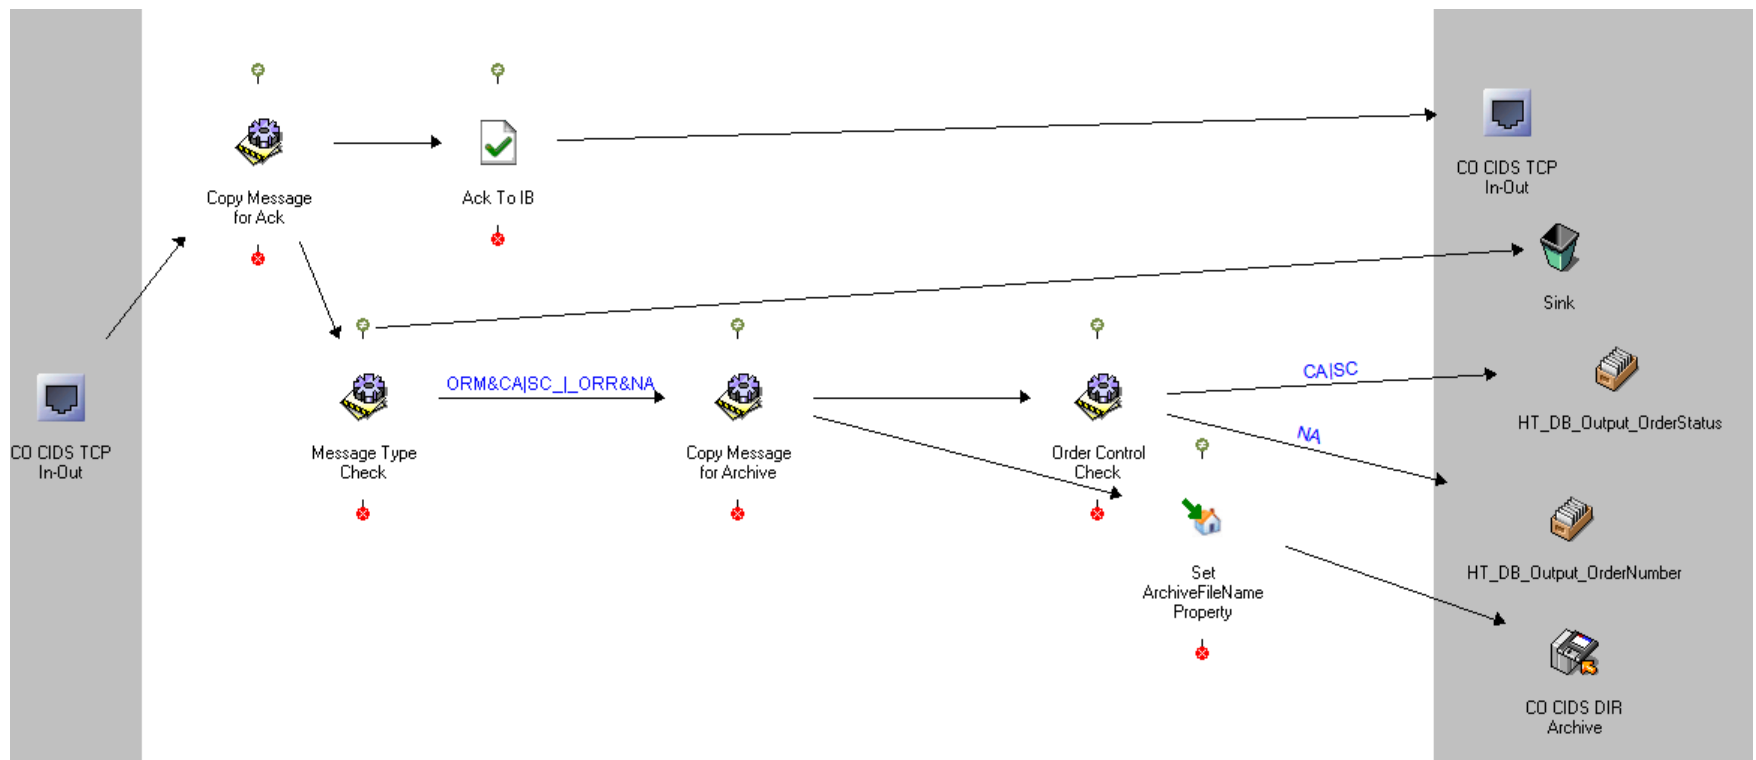 CO CIDS TCP
In-Out
Copy Message
for Ack
Ack To IB
CO CIDS TCP
In-Out
Sink
Message Type
Check
ORM&CA|SC_|_ORR&NA
Copy Message
for Archive
Order Control
Check
CA|SC
NA
HT_DB_Output_OrderStatus
Set
ArchiveFileName
Property
HT_DB_Output_OrderNumber
CO CIDS DIR
Archive